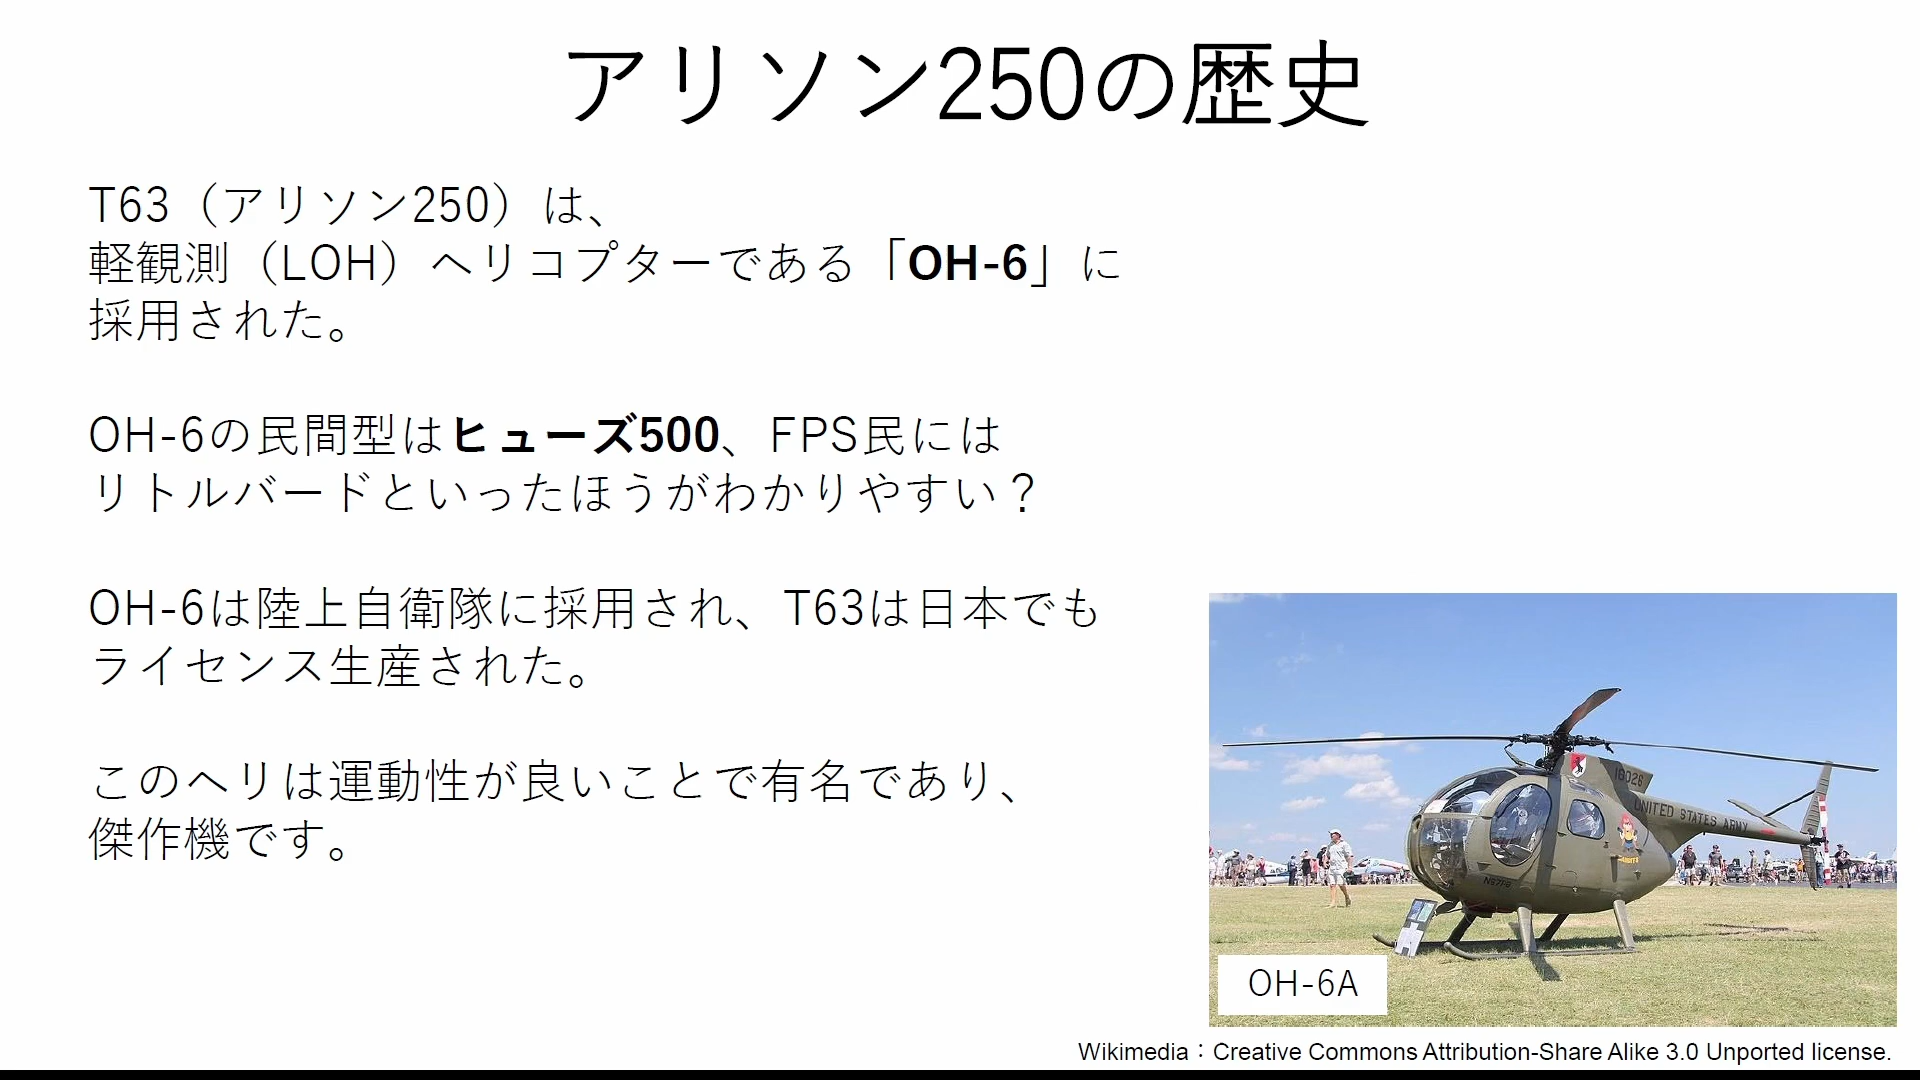 アリソン250の歴史
T63（アリソン250）は、
軽観測（LOH）ヘリコプターである「OH-6」に
採用された。
OH-6の民間型はヒューズ500、FPS民には
リトルバードといったほうがわかりやすい？
OH-6は陸上自衛隊に採用され、T63は日本でも
ライセンス生産された。
このヘリは運動性が良いことで有名であり、
傑作機です。
16026
UNITED STATES ARMY
OH-6A
Wikimedia：Creative Commons Attribution-Share Alike 3.0 Unported license.